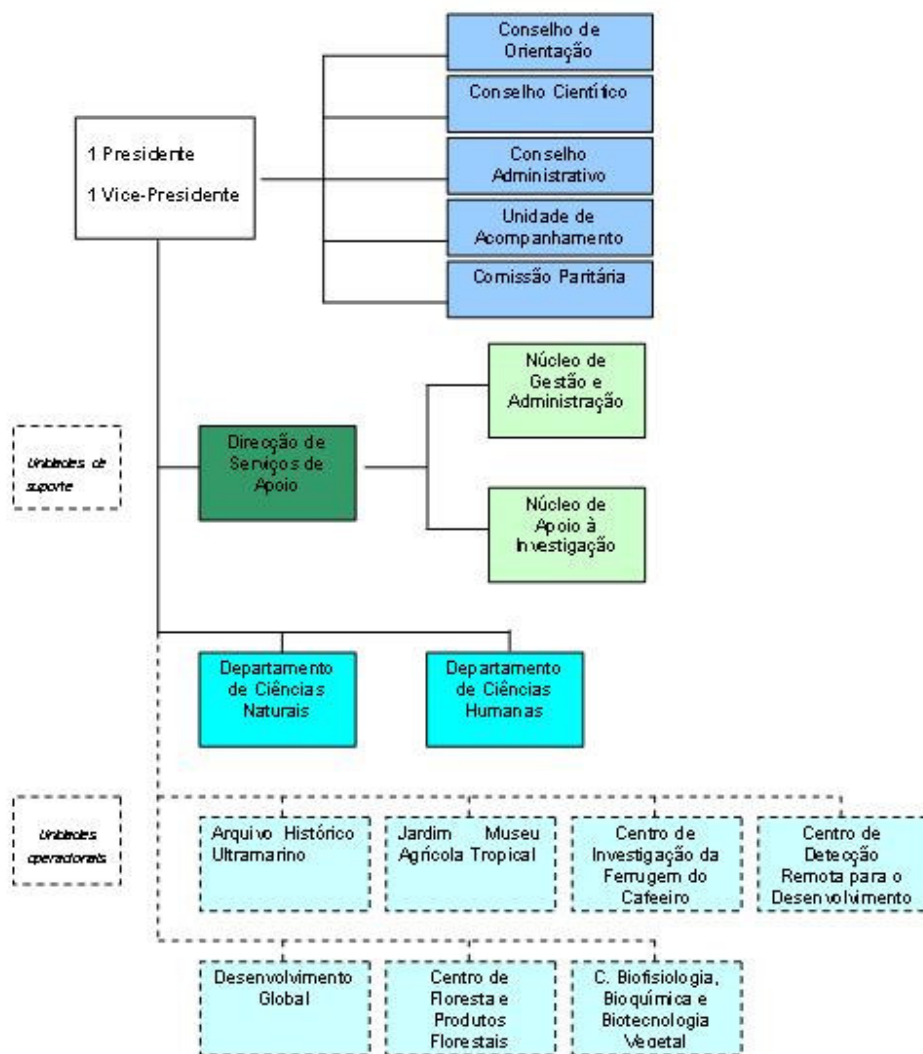 Conselho de
Orientação
Conselho Científico
1 Presidente
1 Vice-Presidente
Conselho
Administrativo
Unidade de
Acompanhamento
Comissão Paritária
Núcleo de
Gestão e
Administração
Unidades de
suporte
Direcção de
Serviços de
Apoio
Núcleo de
Apoio à
Investigação
Departamento
de Ciências
Naturais
Departamento
de Ciências
Humanas
Unidades
operacionais
Arquivo Histórico
Ultramarino
Jardim Museu
Agrícola Tropical
Centro de
Investigação da
Ferrugem do
Cafeeiro
Centro de
Detecção
Remota para o
Desenvolvimento
Desenvolvimento
Global
Centro de
Floresta e
Produtos
Florestais
C. Biofisiologia,
Bioquímica e
Biotecnologia
Vegetal